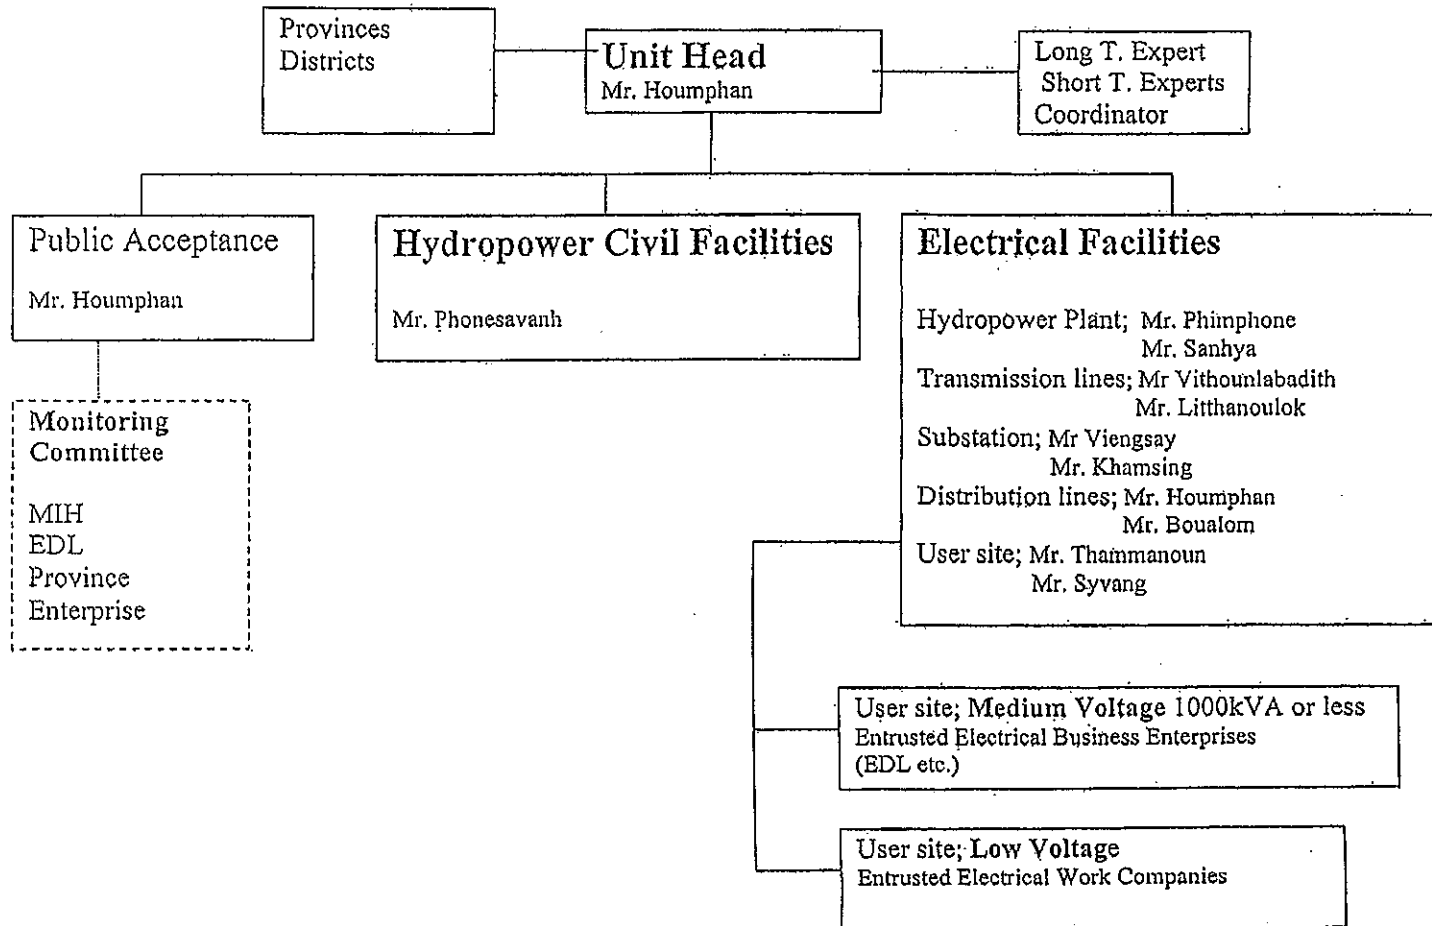 Provinces
Districts
Unit Head
Mr. Houmphan
Long T. Expert
Short T. Experts
Coordinator
Public Acceptance
Mr. Houmphan
Hydropower Civil Facilities
Mr. Phonesavanh
Electrical Facilities
Hydropower Plant; Mr. Phimphone
Mr. Sanhya
Transmission lines; Mr Vithounlabadith
Mr. Litthanoulok
Substation; Mr Viengsay
Mr. Khamsing
Distribution lines; Mr. Houmphan
Mr. Boualom
User site; Mr. Thammanoun
Mr. Syvang
Monitoring
Committee
MIH
EDL
Province
Enterprise
User site; Medium Voltage 1000kVA or less
Entrusted Electrical Business Enterprises
(EDL etc.)
User site; Low Voltage
Entrusted Electrical Work Companies